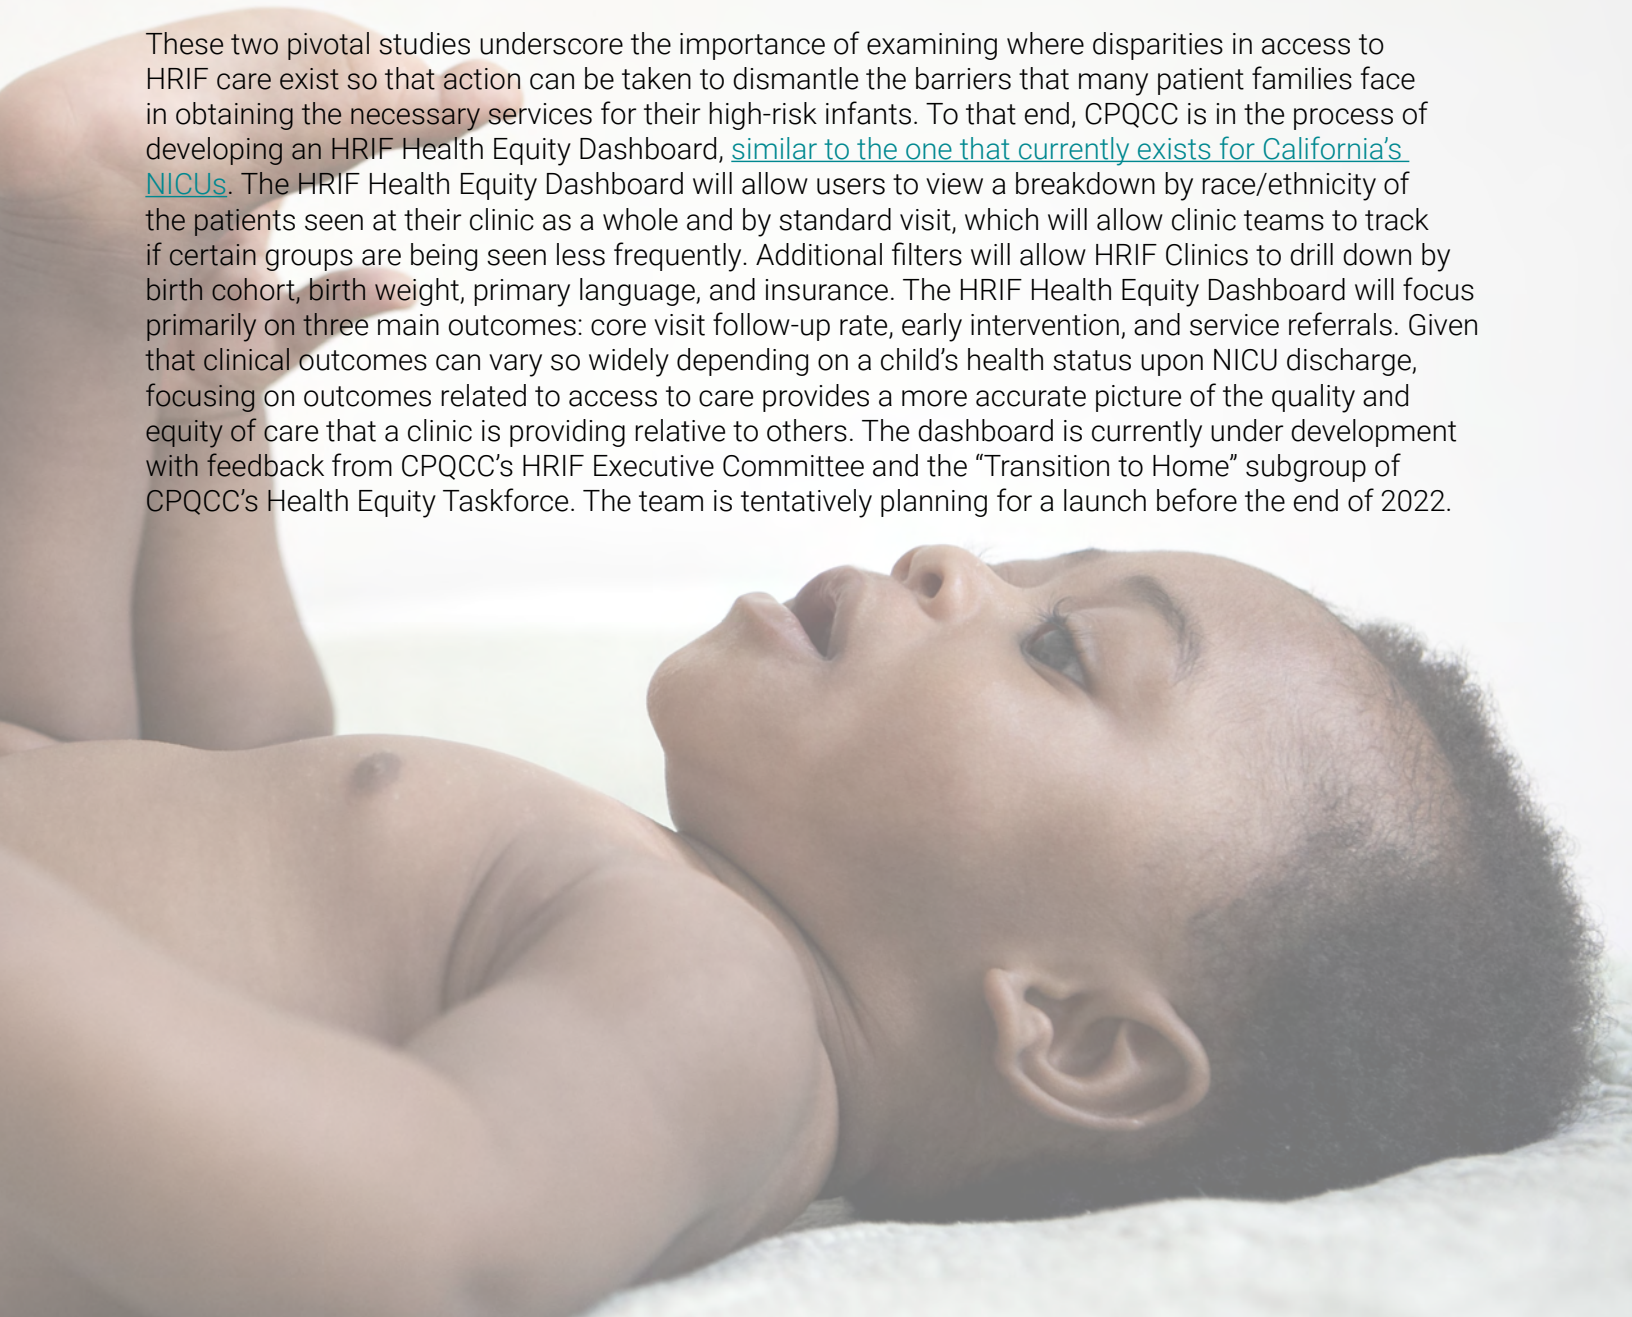 These two pivotal studies underscore the importance of examining where disparities in access to
HRIF care exist so that action can be taken to dismantle the barriers that many patient families face
in obtaining the necessary services for their high-risk infants. To that end, CPQCC is in the process of
developing an HRIF Health Equity Dashboard, similar to the one that currently exists for California’s
NICUs. The HRIF Health Equity Dashboard will allow users to view a breakdown by race/ethnicity of
the patients seen at their clinic as a whole and by standard visit, which will allow clinic teams to track
if certain groups are being seen less frequently. Additional filters will allow HRIF Clinics to drill down by
birth cohort, birth weight, primary language, and insurance. The HRIF Health Equity Dashboard will focus
primarily on three main outcomes: core visit follow-up rate, early intervention, and service referrals. Given
that clinical outcomes can vary so widely depending on a child’s health status upon NICU discharge,
focusing on outcomes related to access to care provides a more accurate picture of the quality and
equity of care that a clinic is providing relative to others. The dashboard is currently under development
with feedback from CPQCC’s HRIF Executive Committee and the “Transition to Home” subgroup of
CPQCC’s Health Equity Taskforce. The team is tentatively planning for a launch before the end of 2022.